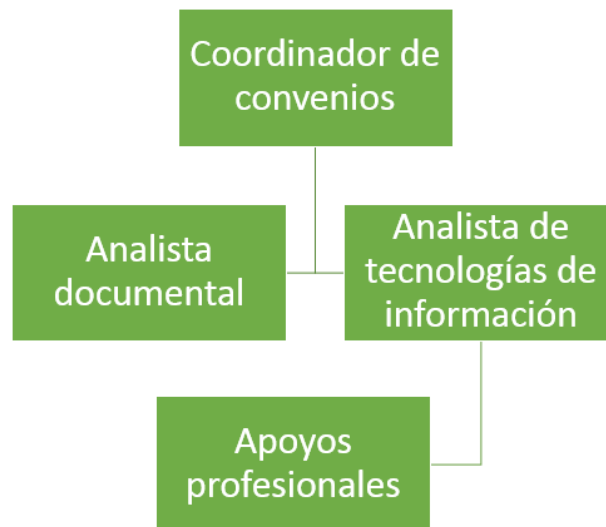 Coordinador de
convenios
Analista
documental
Analista de
tecnologías de
información
Apoyos
profesionales